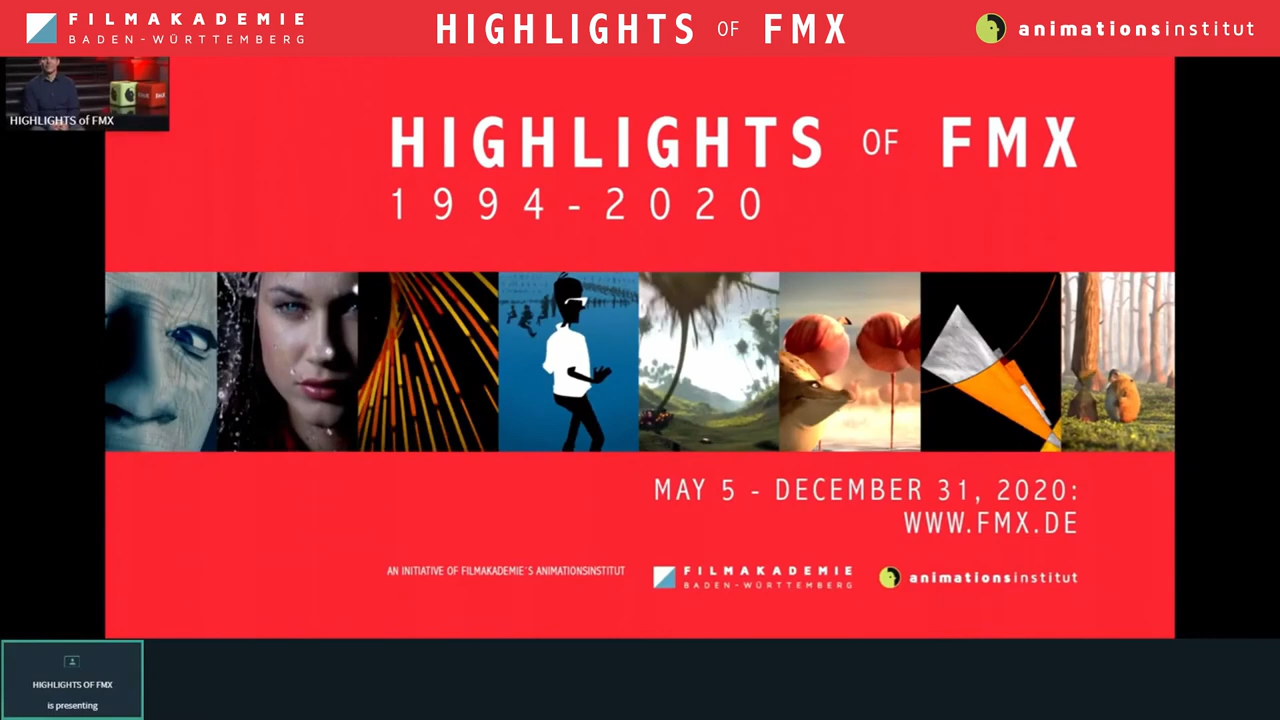 FILMAKADEMIE
BADEN-WÜRTTEMBERG
HIGHLIGHTS OF FMX
animationsinstitut
HIGHLIGHTS of FMX
HIGHLIGHTS OF FMX
1994-2020
MAY 5 - DECEMBER 31, 2020:
WWW.FMX.DE
AN INITIATIVE OF FILMAKADEMIE´S ANIMATIONSINSTITUT
FILMAKADEMIE
BADEN-WÜRTTEMBERG
animationsinstitut
HIGHLIGHTS OF FMX
is presenting